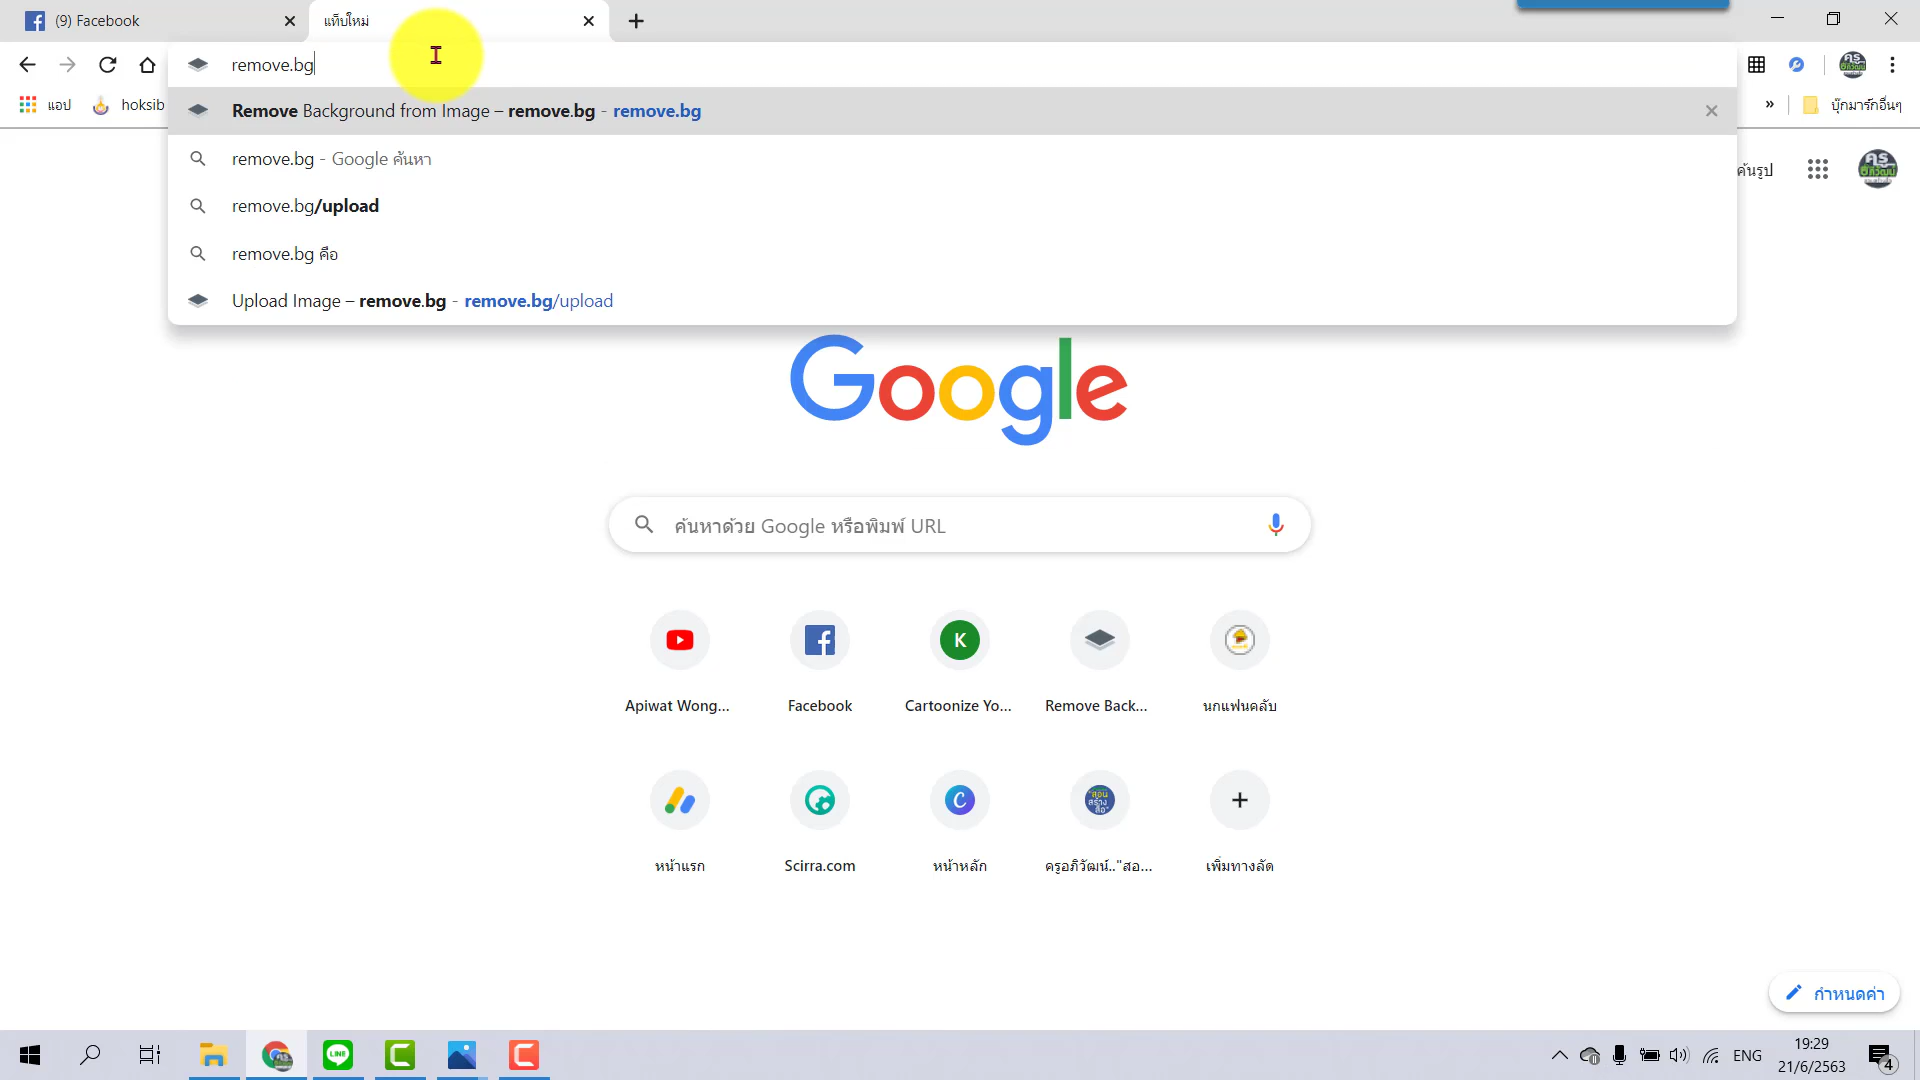 (9) Facebook
แท็บใหม่
remove.bg
แอป
hoksib
บุ๊กมาร์กอื่นๆ
Remove Background from Image – remove.bg - remove.bg
remove.bg - Google ค้นหา
remove.bg/upload
remove.bg คือ
Upload Image – remove.bg - remove.bg/upload
ค้นรูป
Google
ค้นหาด้วย Google หรือพิมพ์ URL
Apiwat Wong...
Facebook
K
Cartoonize Yo...
Remove Back...
นกแฟนคลับ
หน้าแรก
Scirra.com
หน้าหลัก
ครูอภิวัฒน์.."สอ...
เพิ่มทางลัด
กำหนดค่า
LINE
ENG
19:29
21/6/2563
4